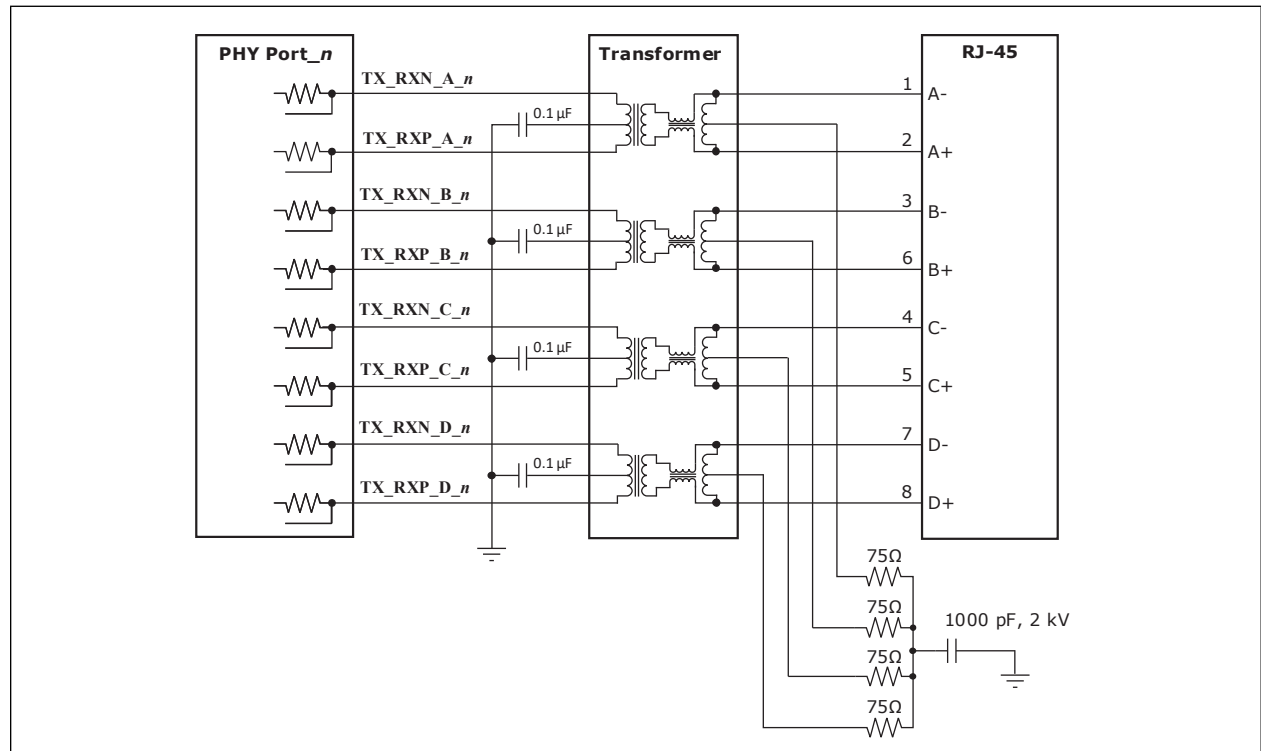 PHY Port_n
Transformer
RJ-45
TX_RXN_A_n
0.1 µF
TX_RXP_A_n
1
A-
2
A+
TX_RXN_B_n
0.1 µF
TX_RXP_B_n
3
B-
6
B+
TX_RXN_C_n
0.1 µF
TX_RXP_C_n
4
C-
5
C+
TX_RXN_D_n
0.1 µF
TX_RXP_D_n
7
D-
8
D+
75Ω
75Ω
75Ω
75Ω
1000 pF, 2 kV